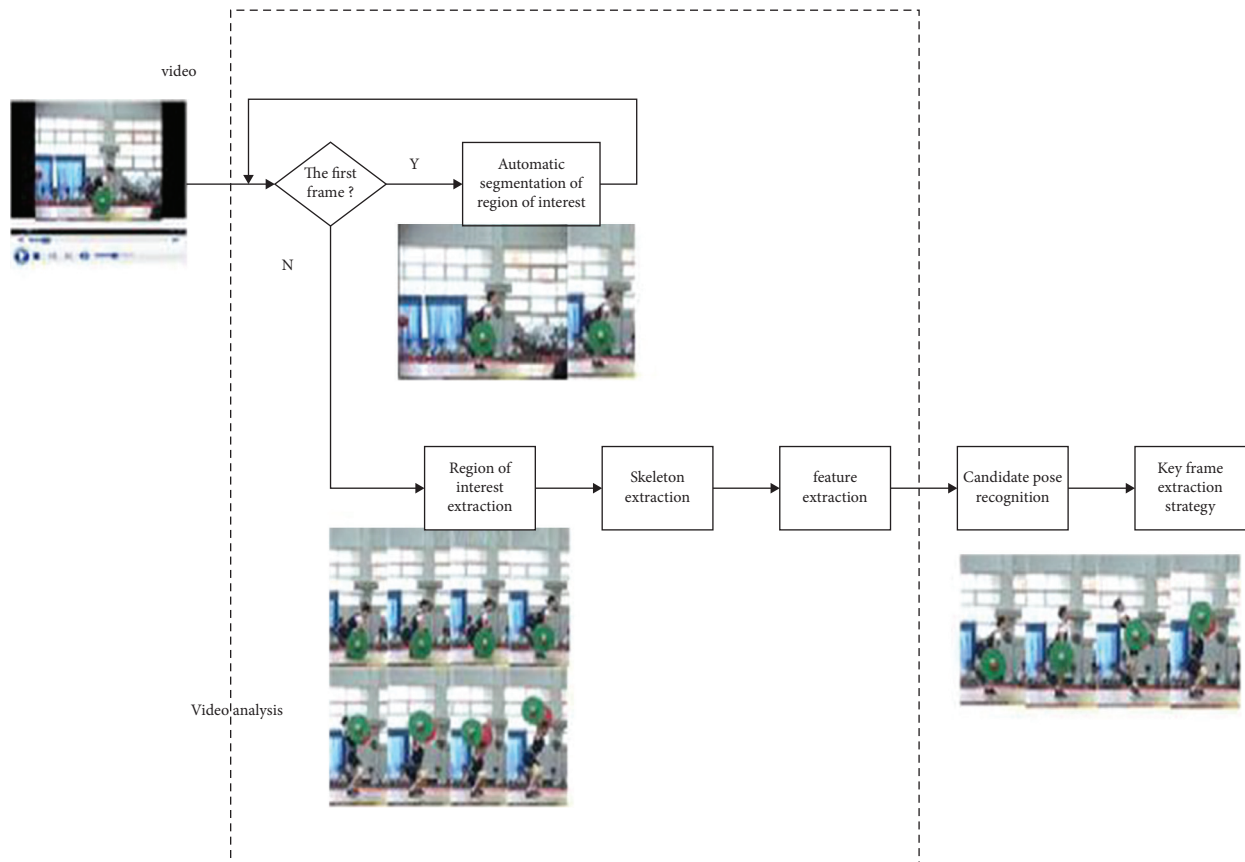 video
The first
frame ?
Y
Automatic
segmentation of
region of interest
N
Region of
interest
extraction
Skeleton
extraction
feature
extraction
Candidate pose
recognition
Key frame
extraction
strategy
Video analysis